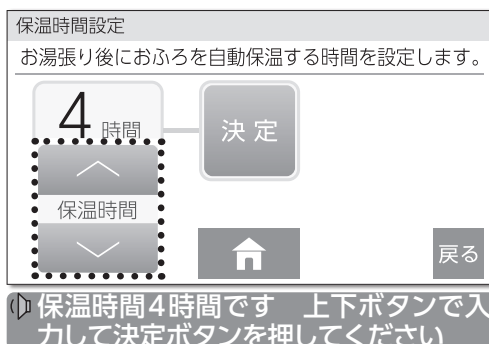 保温時間設定
お湯張り後におふろを自動保温する時間を設定します。
4 時間
決定
保温時間
戻る
保温時間4時間です　上下ボタンで入
力して決定ボタンを押してください